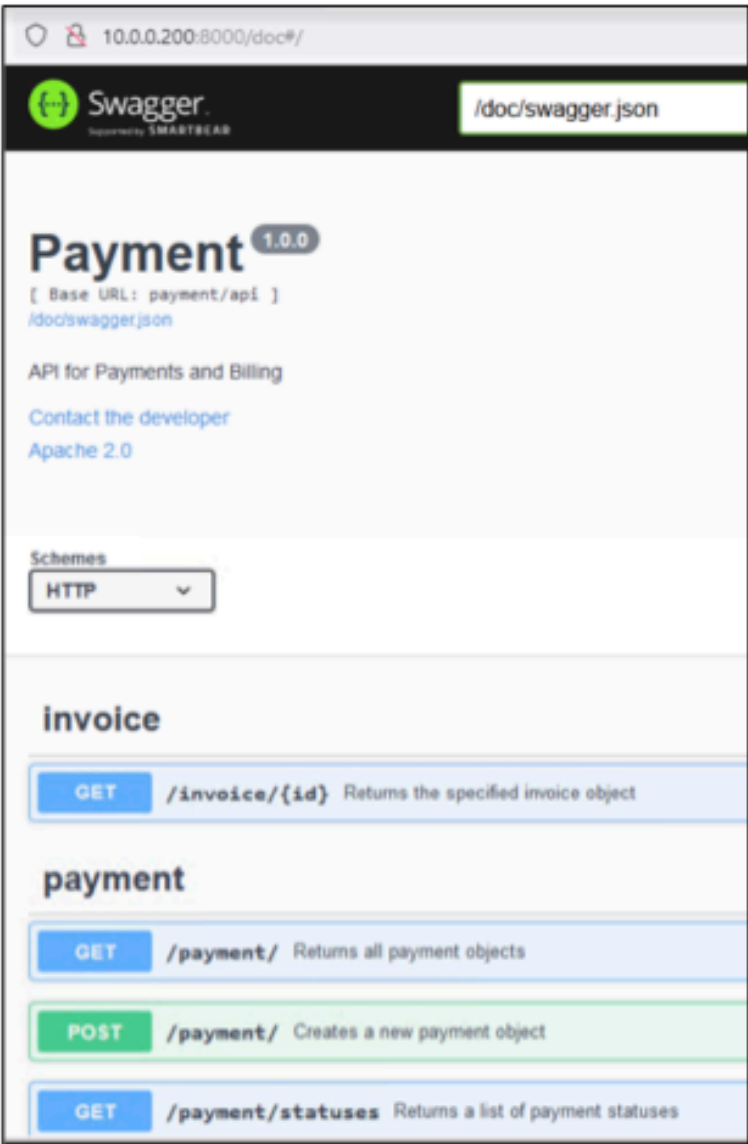 10.0.0.200:8000/doc#/
Swagger.
Supported by SMARTBEAR
/doc/swagger.json
Payment 1.0.0
[ Base URL: payment/api ]
/doc/swagger.json
API for Payments and Billing
Contact the developer
Apache 2.0
Schemes
HTTP
invoice
GET /invoice/{id} Returns the specified invoice object
payment
GET /payment/ Returns all payment objects
POST /payment/ Creates a new payment object
GET /payment/statuses Returns a list of payment statuses